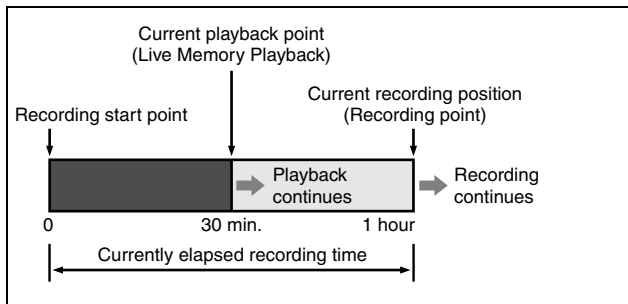 Current playback point
(Live Memory Playback)
Current recording position
(Recording point)
Recording start point
Playback
continues
Recording
continues
0
30 min.
1 hour
Currently elapsed recording time